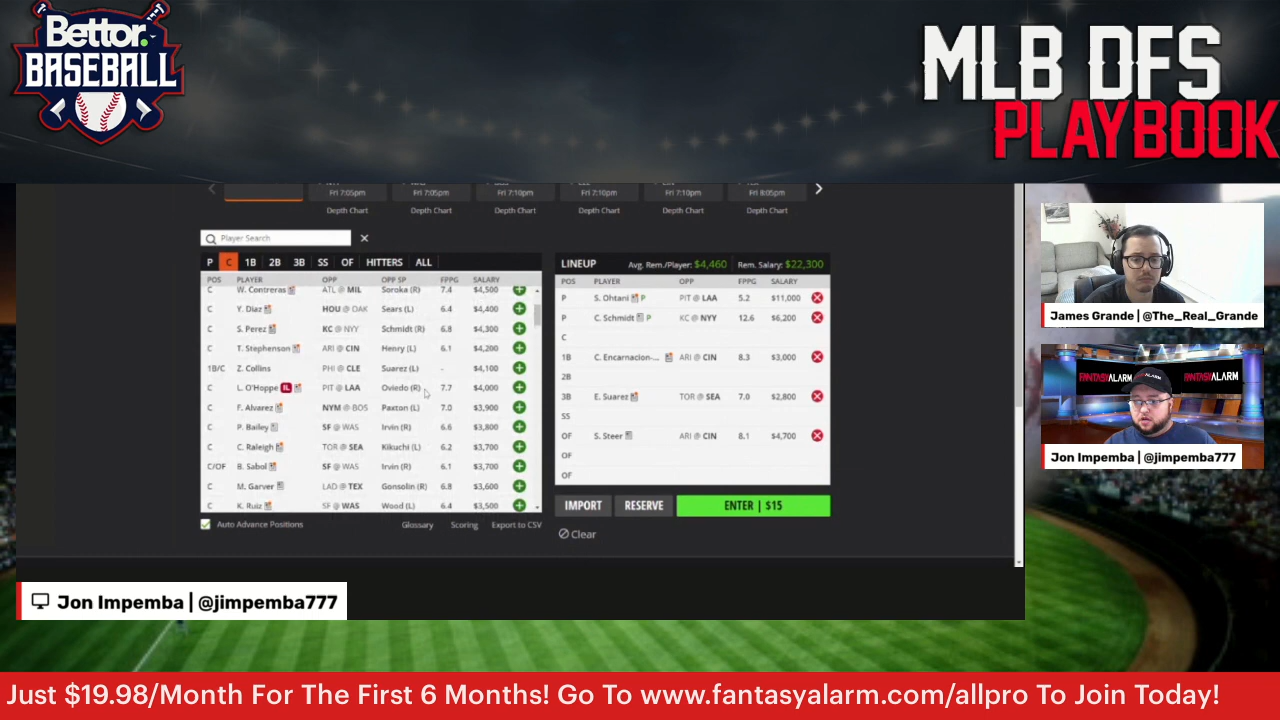 Bettor.
BASEBALL
MLB DFS
PLAYBOOK
Fri 7:05pm Fri 7:05pm Fri 7:10pm Fri 7:10pm Fri 7:10pm Fri 8:05pm
Depth Chart Depth Chart Depth Chart Depth Chart Depth Chart Depth Chart
Player Search
P C 1B 2B 3B SS OF HITTERS ALL
POS PLAYER OPP OPP SP FPPG SALARY
C W. Contreras ATL @ MIL Soroka (R) 7.4 $4,500
C Y. Diaz HOU @ OAK Sears (L) 6.4 $4,400
C S. Perez KC @ NYY Schmidt (R) 6.8 $4,300
C T. Stephenson ARI @ CIN Henry (L) 6.1 $4,200
1B/C Z. Collins PHI @ CLE Suarez (L) - $4,100
C L. O'Hoppe IL PIT @ LAA Oviedo (R) 7.7 $4,000
C F. Alvarez NYM @ BOS Paxton (L) 7.0 $3,900
C P. Bailey SF @ WAS Irvin (R) 6.6 $3,800
C C. Raleigh TOR @ SEA Kikuchi (L) 6.2 $3,700
C/OF B. Sabol SF @ WAS Irvin (R) 6.1 $3,700
C M. Garver LAD @ TEX Gonsolin (R) 6.8 $3,600
C K. Ruiz SF @ WAS Wood (L) 6.4 $3,500
Auto Advance Positions Glossary Scoring Export to CSV
LINEUP Avg. Rem./Player: $4,460 Rem. Salary: $22,300
POS PLAYER OPP FPPG SALARY
P S. Ohtani P PIT @ LAA 5.2 $11,000
P C. Schmidt P KC @ NYY 12.6 $6,200
C
1B C. Encarnacion-... ARI @ CIN 8.3 $3,000
2B
3B E. Suarez TOR @ SEA 7.0 $2,800
SS
OF S. Steer ARI @ CIN 8.1 $4,700
OF
OF
IMPORT RESERVE ENTER | $15
Clear
James Grande | @The_Real_Grande
FANTASYALARM FANTASYALARM
Jon Impemba | @jimpemba777
Jon Impemba | @jimpemba777
Just $19.98/Month For The First 6 Months! Go To www.fantasyalarm.com/allpro To Join Today!